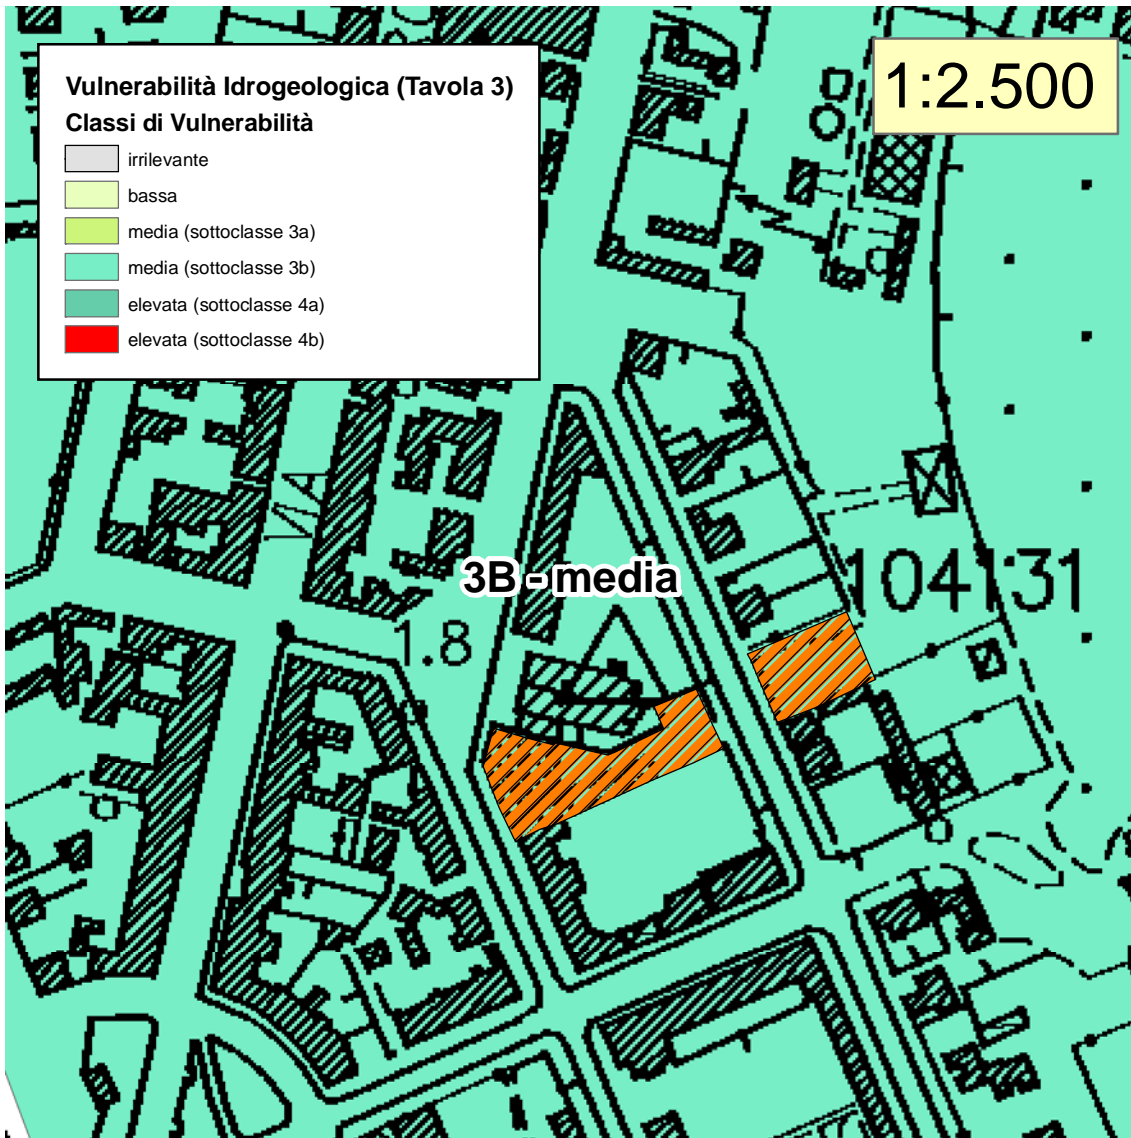 Vulnerabilità Idrogeologica (Tavola 3)
Classi di Vulnerabilità
irrilevante
bassa
media (sottoclasse 3a)
media (sottoclasse 3b)
elevata (sottoclasse 4a)
elevata (sottoclasse 4b)
1:2.500
VIA
3B - media
104131
1.8